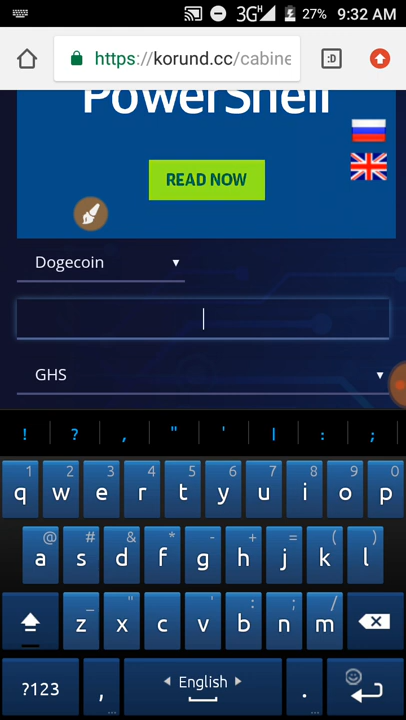 3G H 27% 9:32 AM
https://korund.cc/cabine :D
PowerShell
READ NOW
Dogecoin
GHS
! ? , " ' | : ;
1 2 3 4 5 6 7 8 9 0
q w e r t y u i o p
@ # & * - + = ( )
a s d f g h j k l
_ " ' : ; /
z x c v b n m
?123 , English .